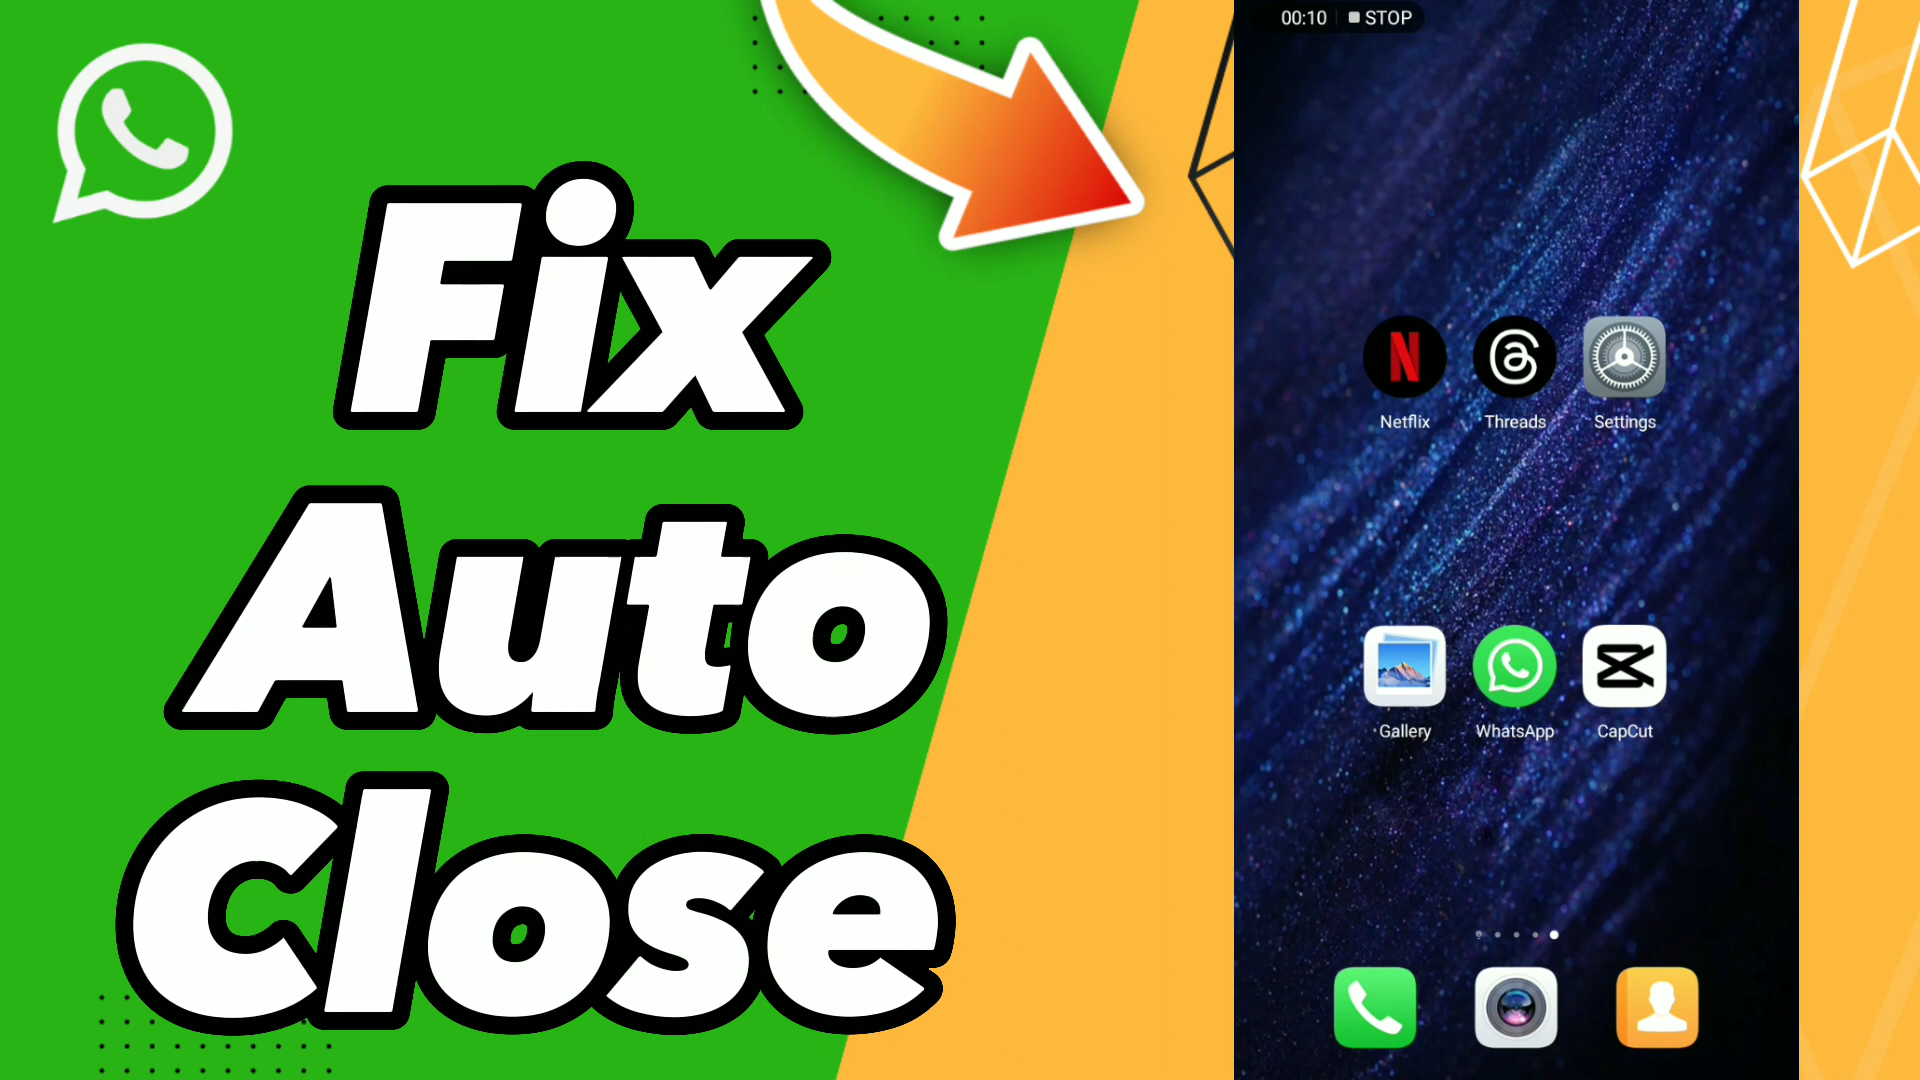 Fix
Auto
Close
00:10 STOP
Netflix Threads Settings
Gallery WhatsApp CapCut